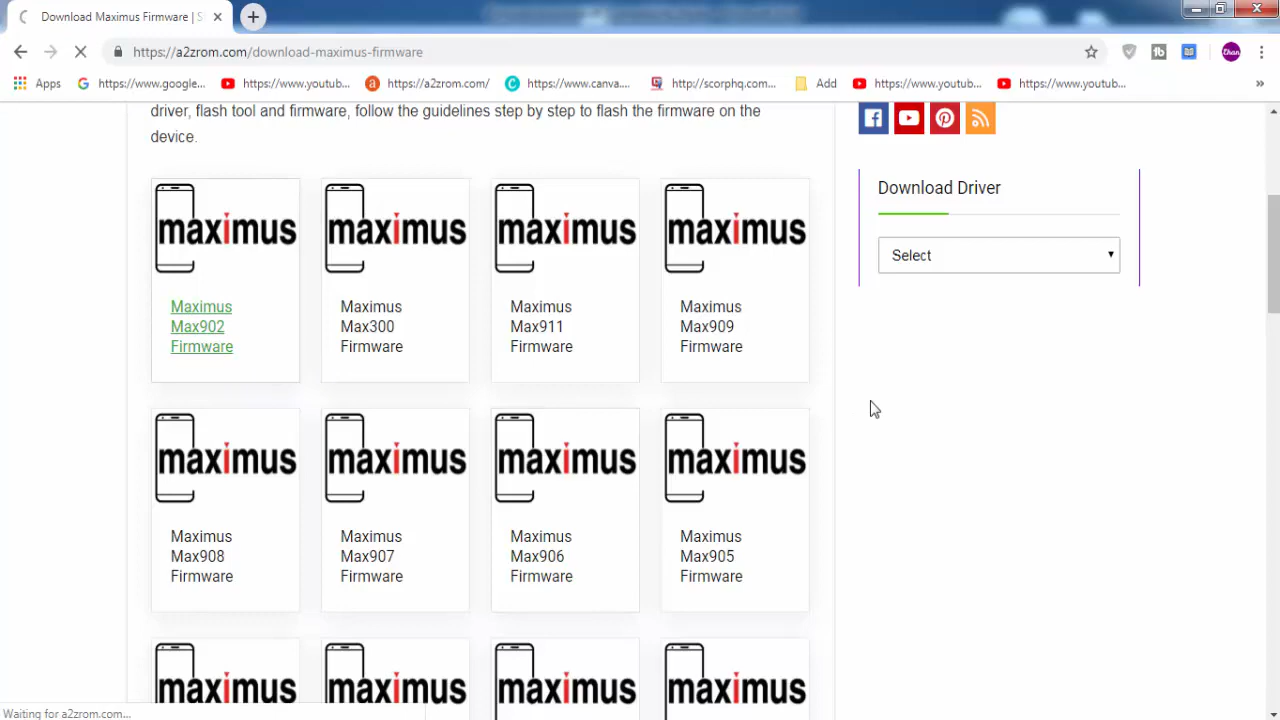 Download Maximus Firmware | S
https://a2zrom.com/download-maximus-firmware
Apps https://www.google... https://www.youtub... https://a2zrom.com/ https://www.canva.... http://scorphq.com... Add https://www.youtub... https://www.youtub... »
driver, flash tool and firmware, follow the guidelines step by step to flash the firmware on the
device.
Download Driver
Select
maximus maximus maximus maximus
Maximus
Max902
Firmware
Maximus
Max300
Firmware
Maximus
Max911
Firmware
Maximus
Max909
Firmware
maximus maximus maximus maximus
Maximus
Max908
Firmware
Maximus
Max907
Firmware
Maximus
Max906
Firmware
Maximus
Max905
Firmware
maximus maximus maximus maximus
Waiting for a2zrom.com...